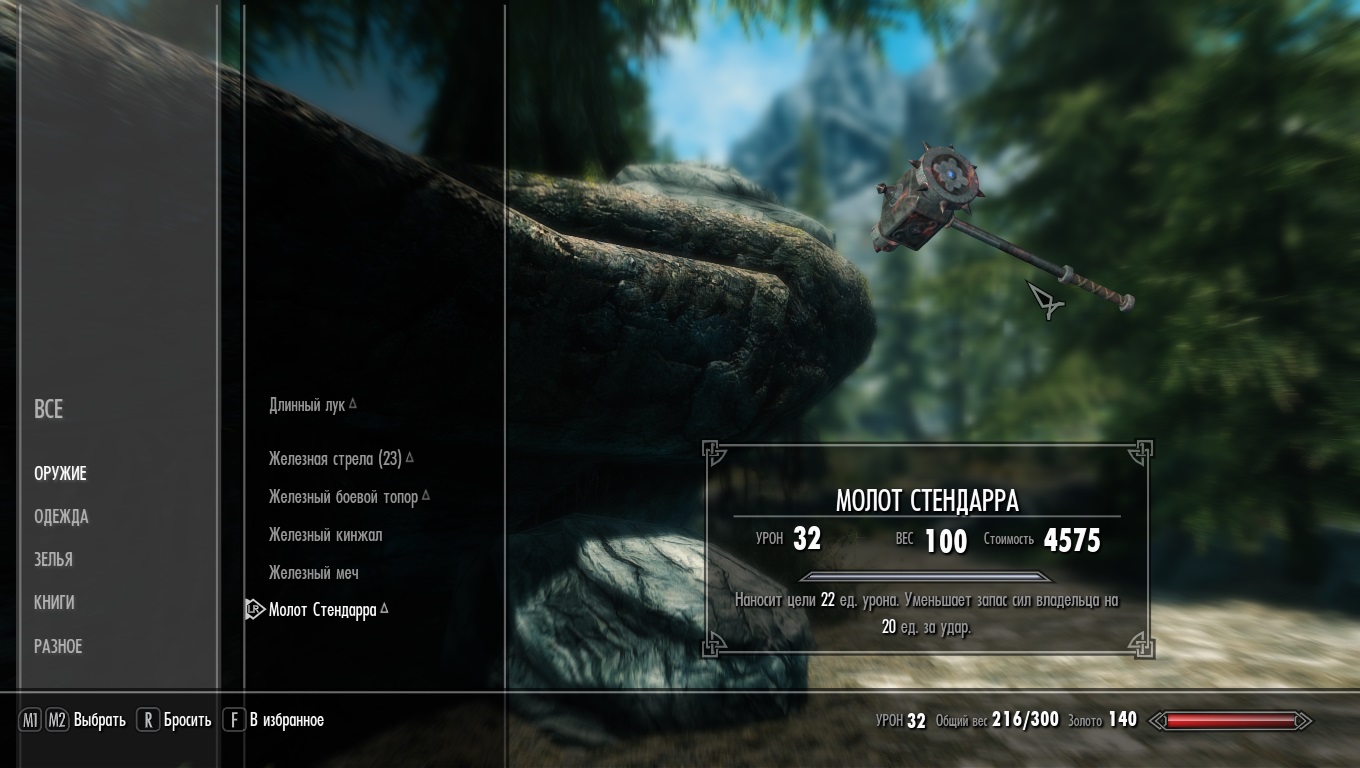 ВСЕ
ОРУЖИЕ
ОДЕЖДА
ЗЕЛЬЯ
КНИГИ
РАЗНОЕ
Длинный лук
Железная стрела (23)
Железный боевой топор
Железный кинжал
Железный меч
LR Молот Стендарра
МОЛОТ СТЕНДАРРА
УРОН 32 ВЕС 100 Стоимость 4575
Наносит цели 22 ед. урона. Уменьшает запас сил владельца на
20 ед. за удар.
M1 M2 Выбрать R Бросить F В избранное
УРОН 32 Общий вес 216/300 Золото 140